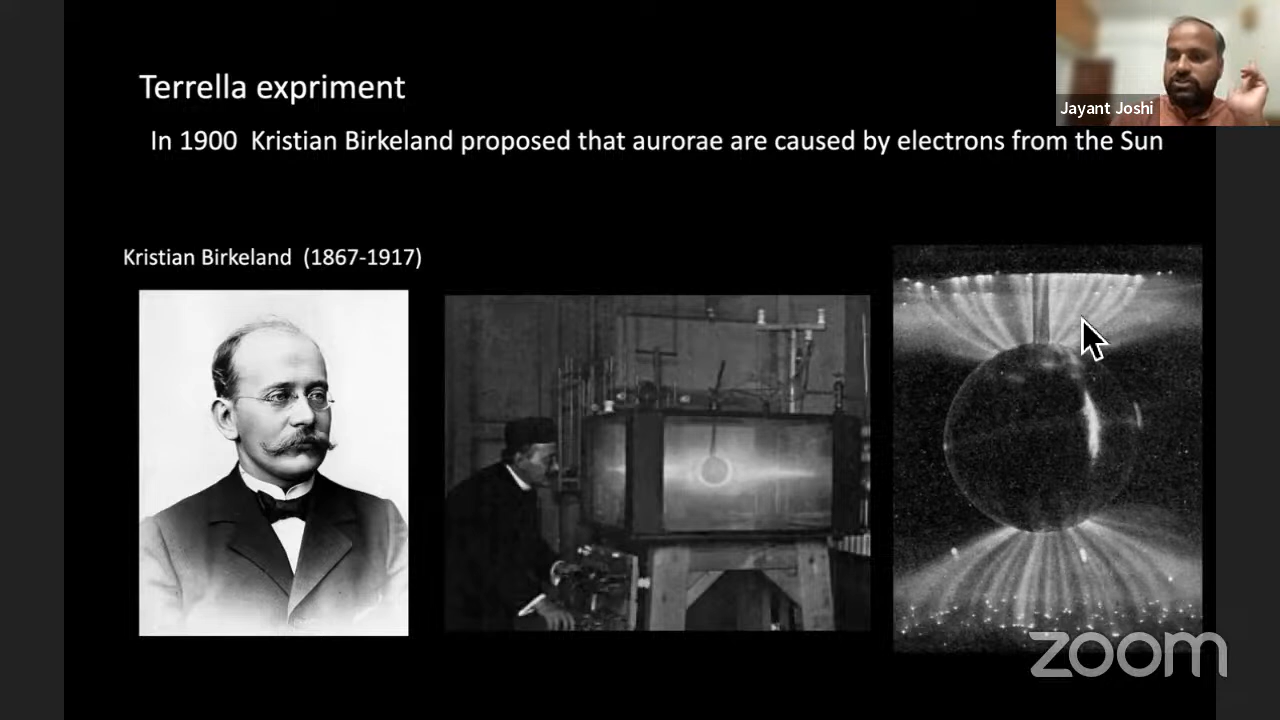 Terrella expriment
Jayant Joshi
In 1900 Kristian Birkeland proposed that aurorae are caused by electrons from the Sun
Kristian Birkeland (1867-1917)
zoom